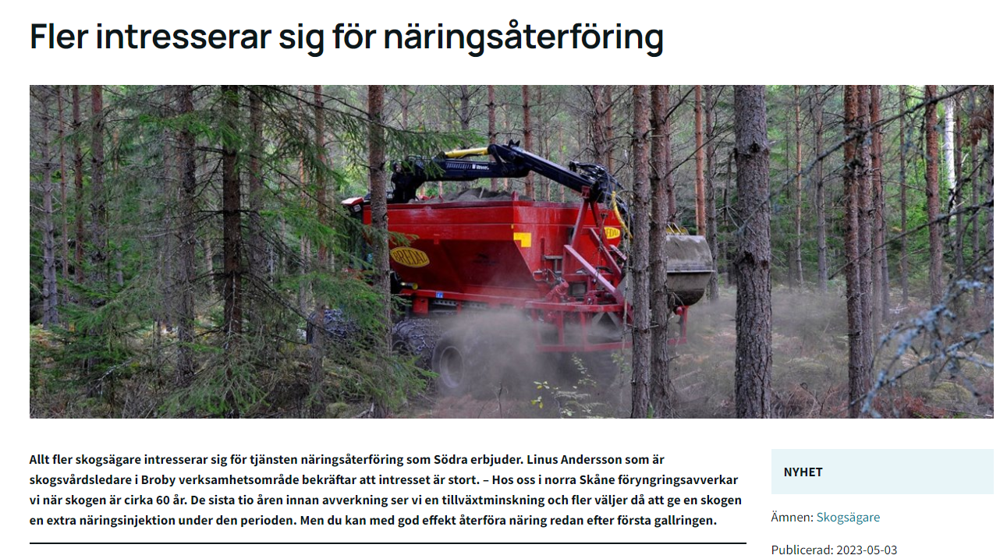 Fler intresserar sig för näringsåterföring
BREDAL
EDAL
Allt fler skogsägare intresserar sig för tjänsten näringsåterföring som Södra erbjuder. Linus Andersson som är
skogsvårdsledare i Broby verksamhetsområde bekräftar att intresset är stort. – Hos oss i norra Skåne föryngringsavverkar
vi när skogen är cirka 60 år. De sista tio åren innan avverkning ser vi en tillväxtminskning och fler väljer då att ge en skogen
en extra näringsinjektion under den perioden. Men du kan med god effekt återföra näring redan efter första gallringen.
NYHET
Ämnen: Skogsägare
Publicerad: 2023-05-03